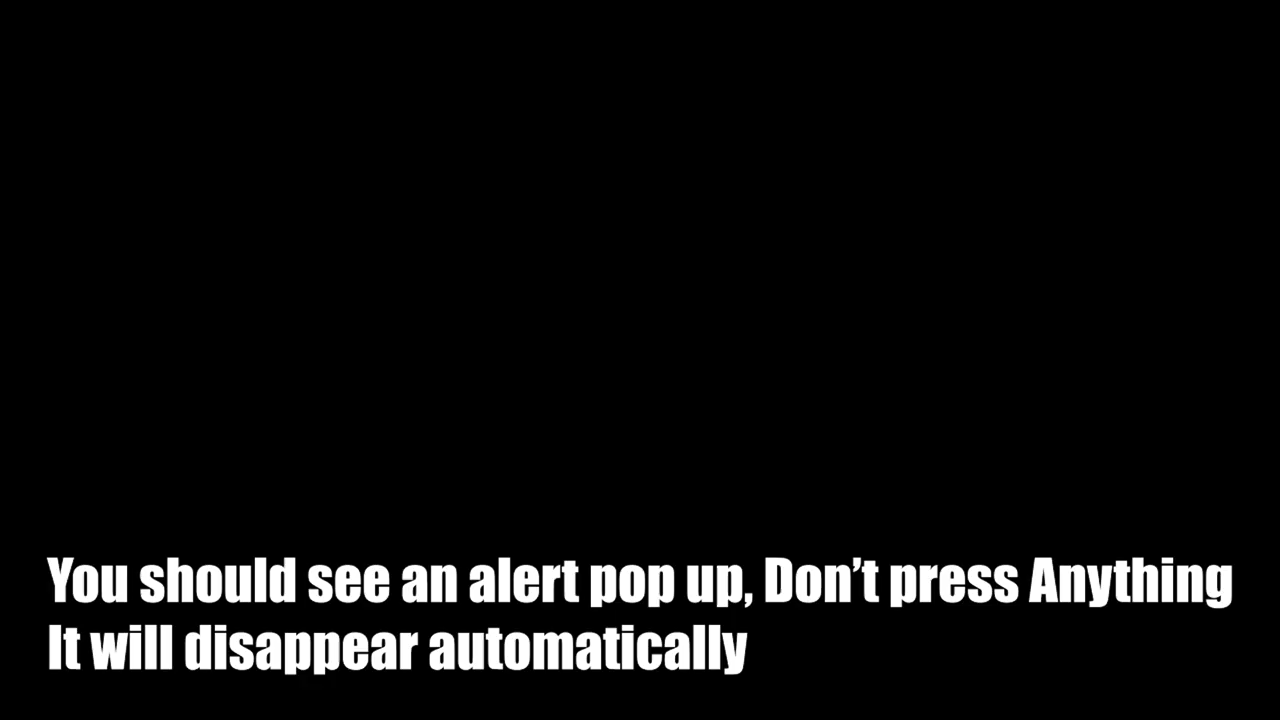 You should see an alert pop up, Don’t press Anything
It will disappear automatically